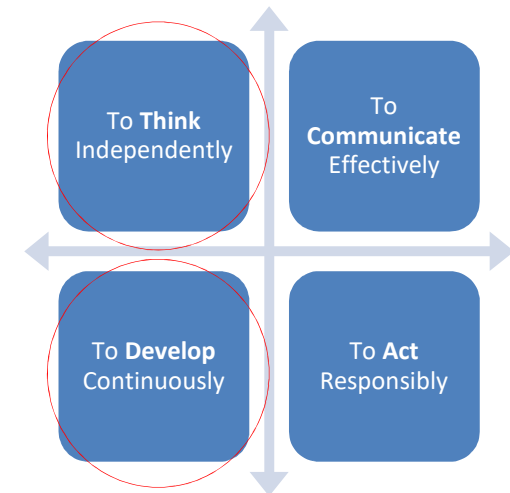 To Think
Independently
To
Communicate
Effectively
To Develop
Continuously
To Act
Responsibly